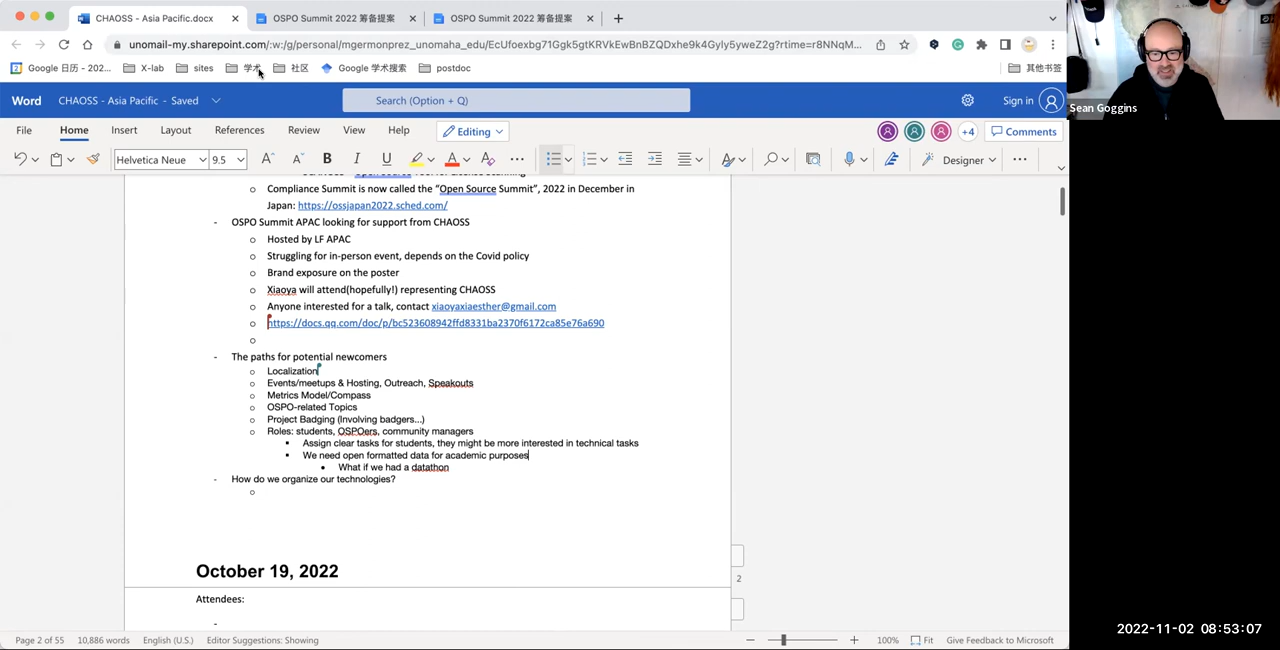 CHAOSS - Asia Pacific.docx
OSPO Summit 2022 筹备提案
OSPO Summit 2022 筹备提案
unomail-my.sharepoint.com/:w:/g/personal/mgermonprez_unomaha_edu/EcUfoexbg71Ggk5gtKRVkEwBnBZQDxhe9k4Gyly5yweZ2g?rtime=r8NNqM...
Google 日历 - 202...
X-lab
sites
学术
社区
Google 学术搜索
postdoc
其他书签
Word
CHAOSS - Asia Pacific - Saved
Search (Option + Q)
Sign in
Sean Goggins
File
Home
Insert
Layout
References
Review
View
Help
Editing
+4
Comments
Helvetica Neue
9.5
Designer
Compliance Summit is now called the “Open Source Summit”, 2022 in December in
Japan: https://ossjapan2022.sched.com/
- OSPO Summit APAC looking for support from CHAOSS
Hosted by LF APAC
Struggling for in-person event, depends on the Covid policy
Brand exposure on the poster
Xiaoya will attend(hopefully!) representing CHAOSS
Anyone interested for a talk, contact xiaoyaxiaesther@gmail.com
https://docs.qq.com/doc/p/bc523608942ffd8331ba2370f6172ca85e76a690
- The paths for potential newcomers
Localization
Events/meetups & Hosting, Outreach, Speakouts
Metrics Model/Compass
OSPO-related Topics
Project Badging (Involving badgers...)
Roles: students, OSPOers, community managers
Assign clear tasks for students, they might be more interested in technical tasks
We need open formatted data for academic purposes
What if we had a datathon
- How do we organize our technologies?
2
October 19, 2022
Attendees:
-
Page 2 of 55
10,886 words
English (U.S.)
Editor Suggestions: Showing
100%
Fit
Give Feedback to Microsoft
2022-11-02 08:53:07